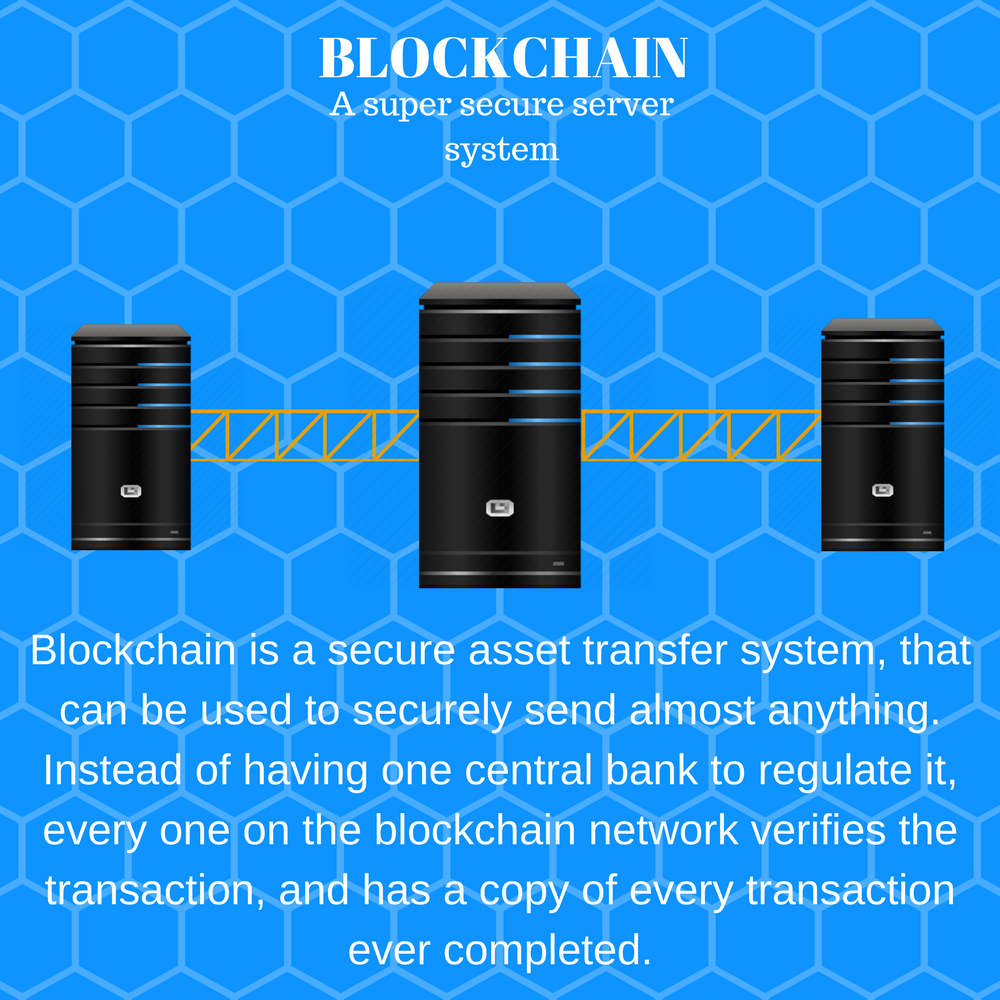 BLOCKCHAIN
A super secure server
system
Blockchain is a secure asset transfer system, that
can be used to securely send almost anything.
Instead of having one central bank to regulate it,
every one on the blockchain network verifies the
transaction, and has a copy of every transaction
ever completed.